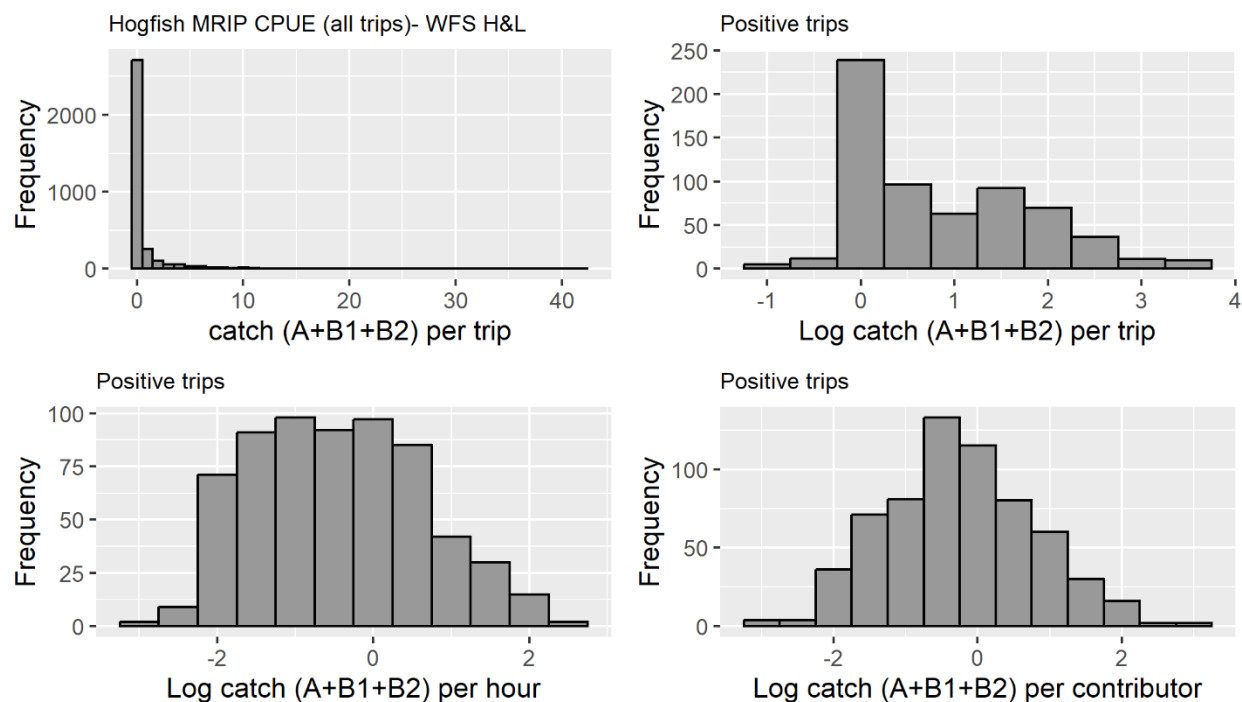 Hogfish MRIP CPUE (all trips)- WFS H&L
Frequency
2000
1000
0
0 10 20 30 40
catch (A+B1+B2) per trip
Positive trips
Frequency
250
200
150
100
50
0
-1 0 1 2 3 4
Log catch (A+B1+B2) per trip
Positive trips
Frequency
100
75
50
25
0
-2 0 2
Log catch (A+B1+B2) per hour
Positive trips
Frequency
100
50
0
-2 0 2
Log catch (A+B1+B2) per contributor